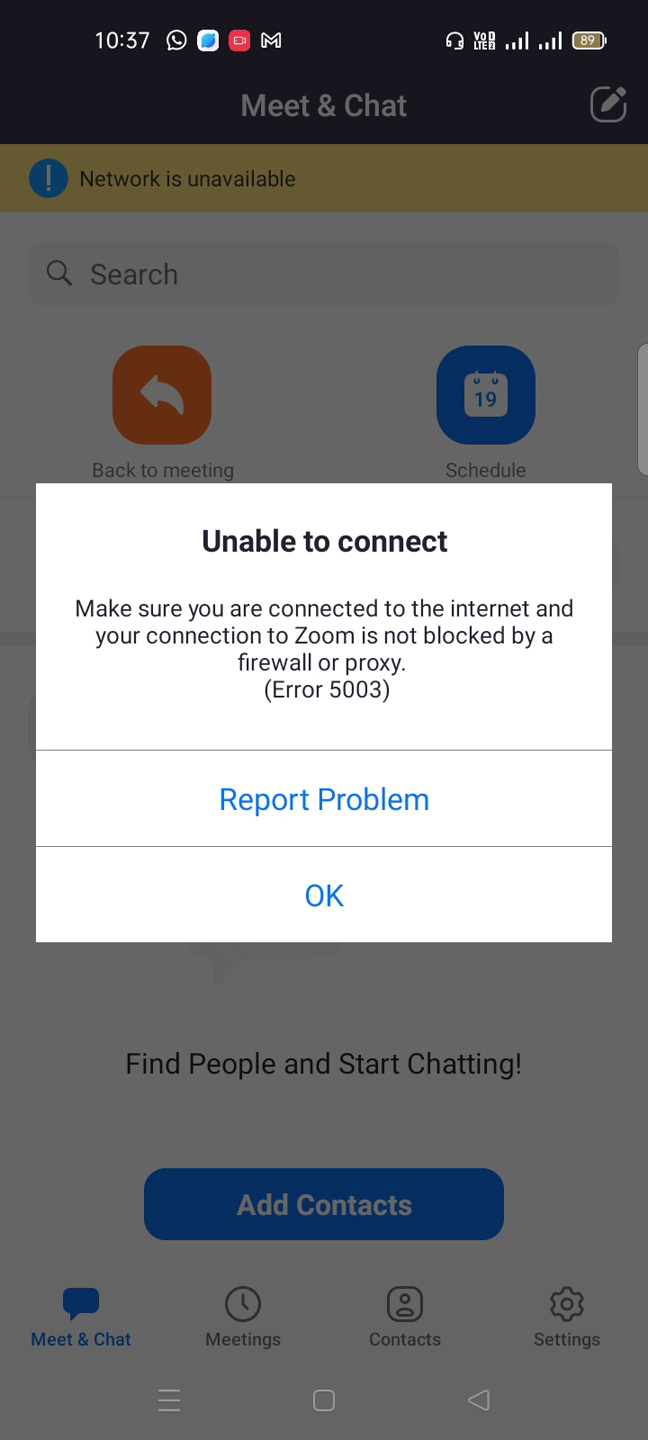 10:37
VoD
LTE2
89
Meet & Chat
Network is unavailable
Search
19
Back to meeting
Schedule
Unable to connect
Make sure you are connected to the internet and
your connection to Zoom is not blocked by a
firewall or proxy.
(Error 5003)
Report Problem
OK
Find People and Start Chatting!
Add Contacts
Meet & Chat
Meetings
Contacts
Settings